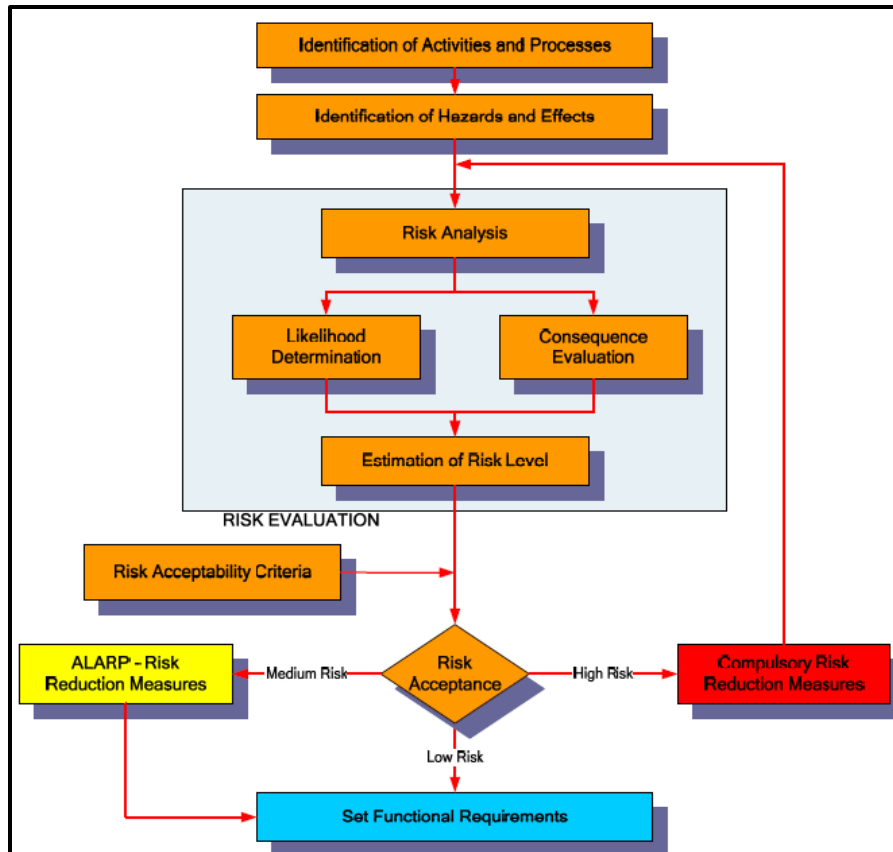 Identification of Activities and Processes
Identification of Hazards and Effects
Risk Analysis
Likelihood
Determination
Consequence
Evaluation
Estimation of Risk Level
RISK EVALUATION
Risk Acceptability Criteria
ALARP - Risk
Reduction Measures
Medium Risk
Risk
Acceptance
High Risk
Compulsory Risk
Reduction Measures
Low Risk
Set Functional Requirements